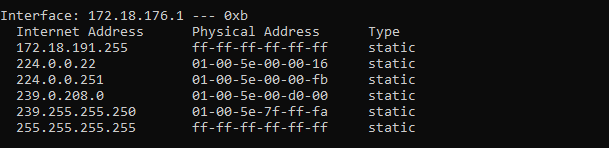 Interface: 172.18.176.1 --- 0xb
  Internet Address      Physical Address      Type
  172.18.191.255        ff-ff-ff-ff-ff-ff     static
  224.0.0.22            01-00-5e-00-00-16     static
  224.0.0.251           01-00-5e-00-00-fb     static
  239.0.208.0           01-00-5e-00-d0-00     static
  239.255.255.250       01-00-5e-7f-ff-fa     static
  255.255.255.255       ff-ff-ff-ff-ff-ff     static